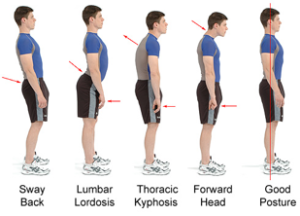 Sway
Back
Lumbar
Lordosis
Thoracic
Kyphosis
Forward
Head
Good
Posture